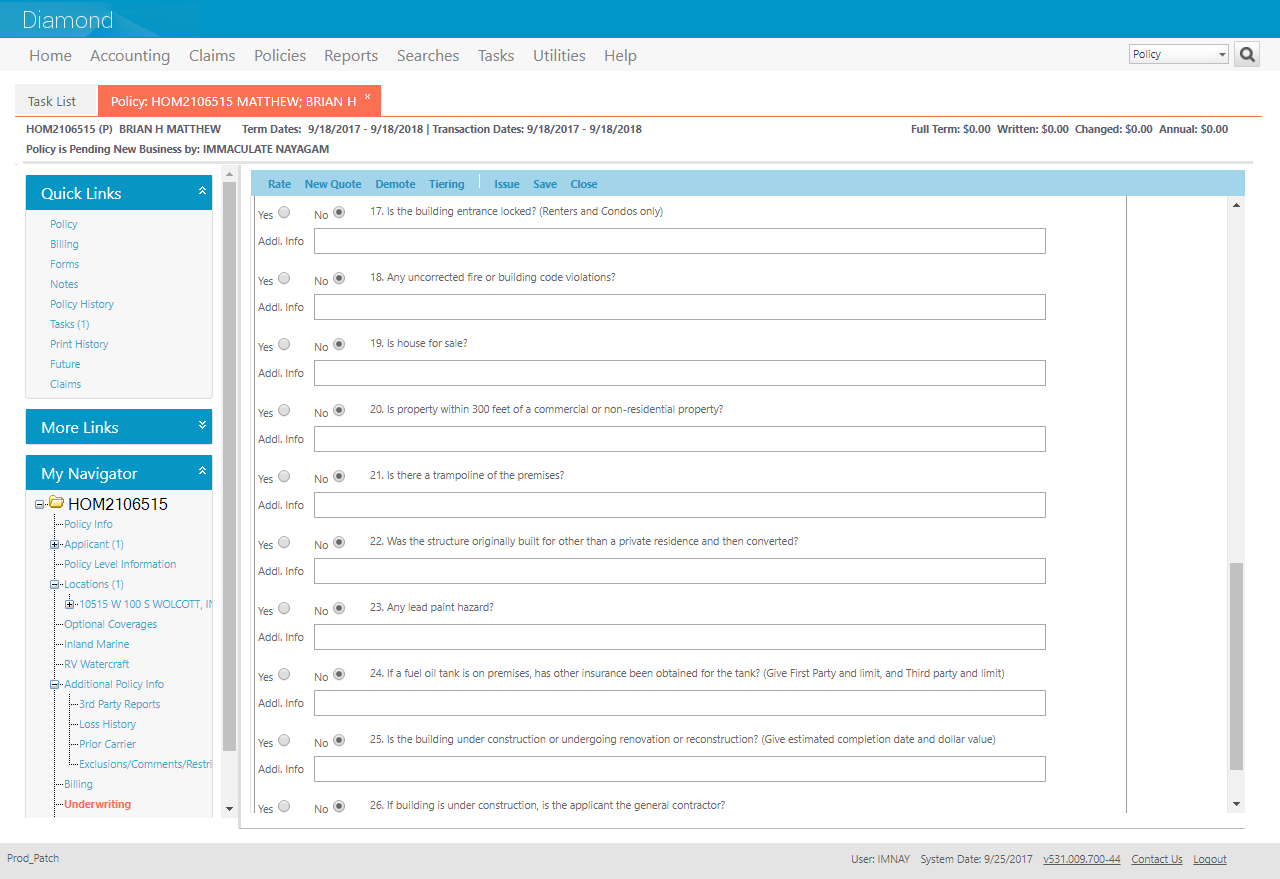 Diamond
Home Accounting Claims Policies Reports Searches Tasks Utilities Help Policy
Task List Policy: HOM2106515 MATTHEW; BRIAN H ×
HOM2106515 (P) BRIAN H MATTHEW Term Dates: 9/18/2017 - 9/18/2018 | Transaction Dates: 9/18/2017 - 9/18/2018 Full Term: $0.00 Written: $0.00 Changed: $0.00 Annual: $0.00
Policy is Pending New Business by: IMMACULATE NAYAGAM
Quick Links
Policy
Billing
Forms
Notes
Policy History
Tasks (1)
Print History
Future
Claims
More Links
My Navigator
HOM2106515
Policy Info
Applicant (1)
Policy Level Information
Locations (1)
10515 W 100 S WOLCOTT, IN
Optional Coverages
Inland Marine
RV Watercraft
Additional Policy Info
3rd Party Reports
Loss History
Prior Carrier
Exclusions/Comments/Restri
Billing
Underwriting
Rate New Quote Demote Tiering Issue Save Close
Yes No 17. Is the building entrance locked? (Renters and Condos only)
Addl. Info
Yes No 18. Any uncorrected fire or building code violations?
Addl. Info
Yes No 19. Is house for sale?
Addl. Info
Yes No 20. Is property within 300 feet of a commercial or non-residential property?
Addl. Info
Yes No 21. Is there a trampoline of the premises?
Addl. Info
Yes No 22. Was the structure originally built for other than a private residence and then converted?
Addl. Info
Yes No 23. Any lead paint hazard?
Addl. Info
Yes No 24. If a fuel oil tank is on premises, has other insurance been obtained for the tank? (Give First Party and limit, and Third party and limit)
Addl. Info
Yes No 25. Is the building under construction or undergoing renovation or reconstruction? (Give estimated completion date and dollar value)
Addl. Info
Yes No 26. If building is under construction, is the applicant the general contractor?
Prod_Patch User: IMNAY System Date: 9/25/2017 v531.009.700-44 Contact Us Logout